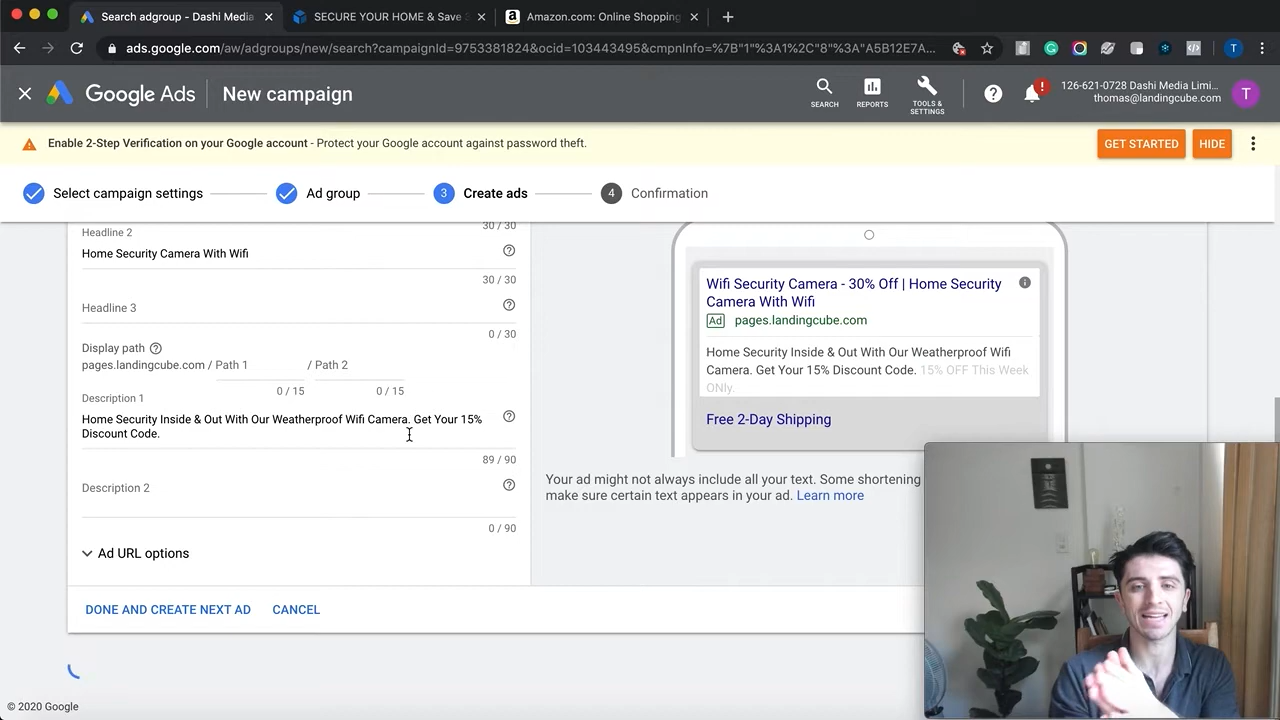 Search adgroup - Dashi Media
SECURE YOUR HOME & Save
Amazon.com: Online Shopping
ads.google.com/aw/adgroups/new/search?campaignId=9753381824&ocid=103443495&cmpnInfo=%7B"1"%3A1%2C"8"%3A"A5B12E7A...
T
Google Ads
New campaign
SEARCH
REPORTS
TOOLS &
SETTINGS
126-621-0728 Dashi Media Limi...
thomas@landingcube.com
T
Enable 2-Step Verification on your Google account - Protect your Google account against password theft.
GET STARTED
HIDE
Select campaign settings
Ad group
3
Create ads
4
Confirmation
30 / 30
Headline 2
Home Security Camera With Wifi
30 / 30
Headline 3
0 / 30
Display path
pages.landingcube.com / Path 1
/ Path 2
0 / 15
0 / 15
Description 1
Home Security Inside & Out With Our Weatherproof Wifi Camera. Get Your 15%
Discount Code.
89 / 90
Description 2
0 / 90
Ad URL options
DONE AND CREATE NEXT AD
CANCEL
Wifi Security Camera - 30% Off | Home Security
Camera With Wifi
Ad
pages.landingcube.com
Home Security Inside & Out With Our Weatherproof Wifi
Camera. Get Your 15% Discount Code. 15% OFF This Week
ONly.
Free 2-Day Shipping
Your ad might not always include all your text. Some shortening
make sure certain text appears in your ad. Learn more
© 2020 Google